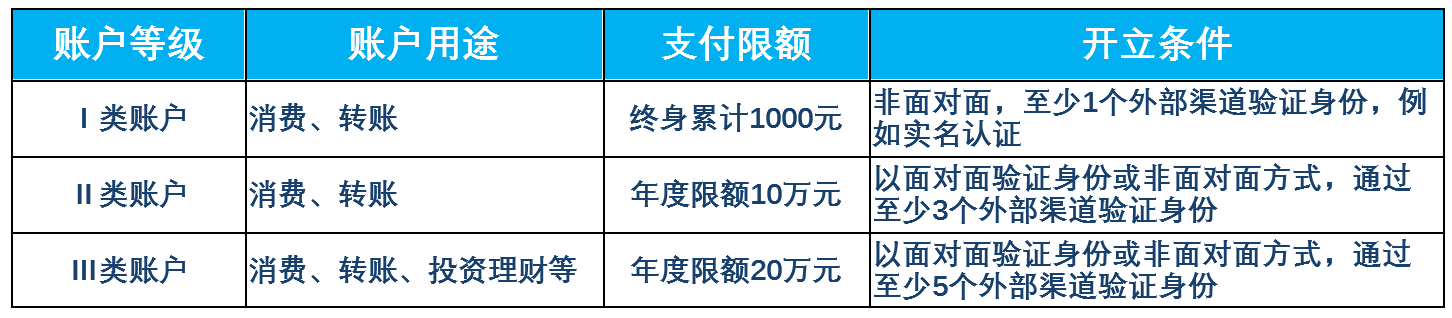 账户等级 账户用途 支付限额 开立条件
I 类账户 消费、转账 终身累计1000元 非面对面，至少1个外部渠道验证身份，例
如实名认证
II 类账户 消费、转账 年度限额10万元 以面对面验证身份或非面对面方式，通过
至少3个外部渠道验证身份
III类账户 消费、转账、投资理财等 年度限额20万元 以面对面验证身份或非面对面方式，通过
至少5个外部渠道验证身份